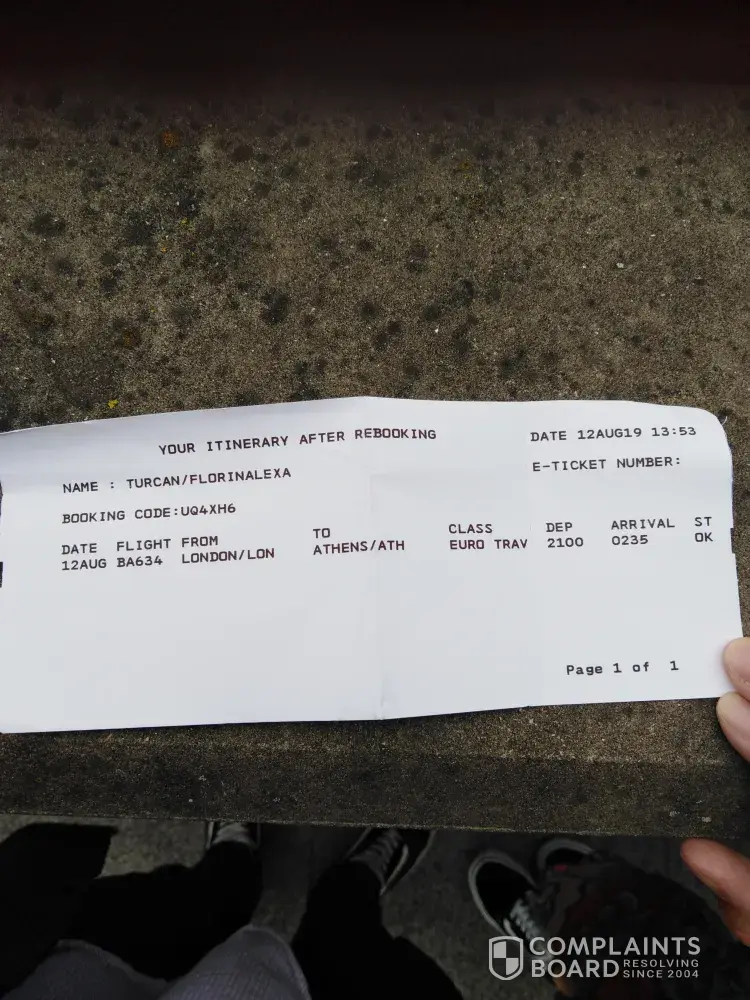 YOUR ITINERARY AFTER REBOOKING
DATE 12AUG19 13:53
NAME : TURCAN/FLORINALEXA
E-TICKET NUMBER:
BOOKING CODE:UQ4XH6
DATE FLIGHT FROM TO CLASS DEP ARRIVAL ST
12AUG BA634 LONDON/LON ATHENS/ATH EURO TRAV 2100 0235 OK
Page 1 of 1
COMPLAINTS
BOARD RESOLVING
SINCE 2004